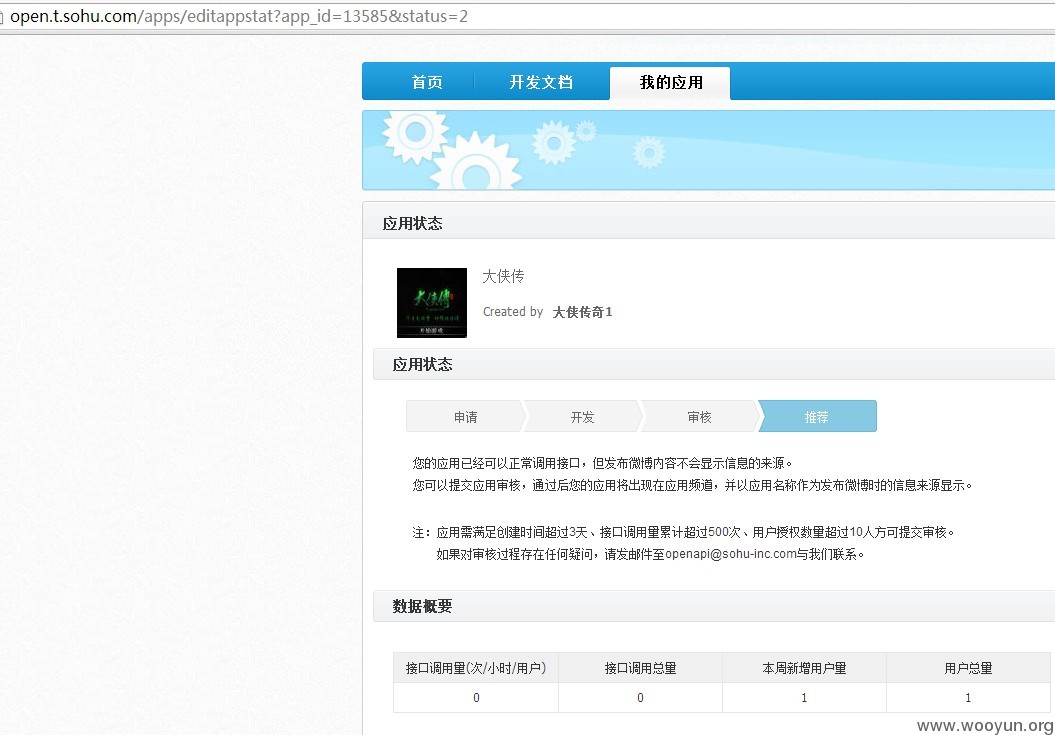 open.t.sohu.com/apps/editappstat?app_id=13585&status=2
首页 开发文档 我的应用
应用状态
大侠传
大侠傳
Created by 大侠传奇1
应用状态
申请 开发 审核 推荐
您的应用已经可以正常调用接口，但发布微博内容不会显示信息的来源。
您可以提交应用审核，通过后您的应用将出现在应用频道，并以应用名称作为发布微博时的信息来源显示。
注：应用需满足创建时间超过3天、接口调用量累计超过500次、用户授权数量超过10人方可提交审核。
如果对审核过程存在任何疑问，请发邮件至openapi@sohu-inc.com与我们联系。
数据概要
接口调用量(次/小时/用户) 接口调用总量 本周新增用户量 用户总量
0 0 1 1
www.wooyun.org